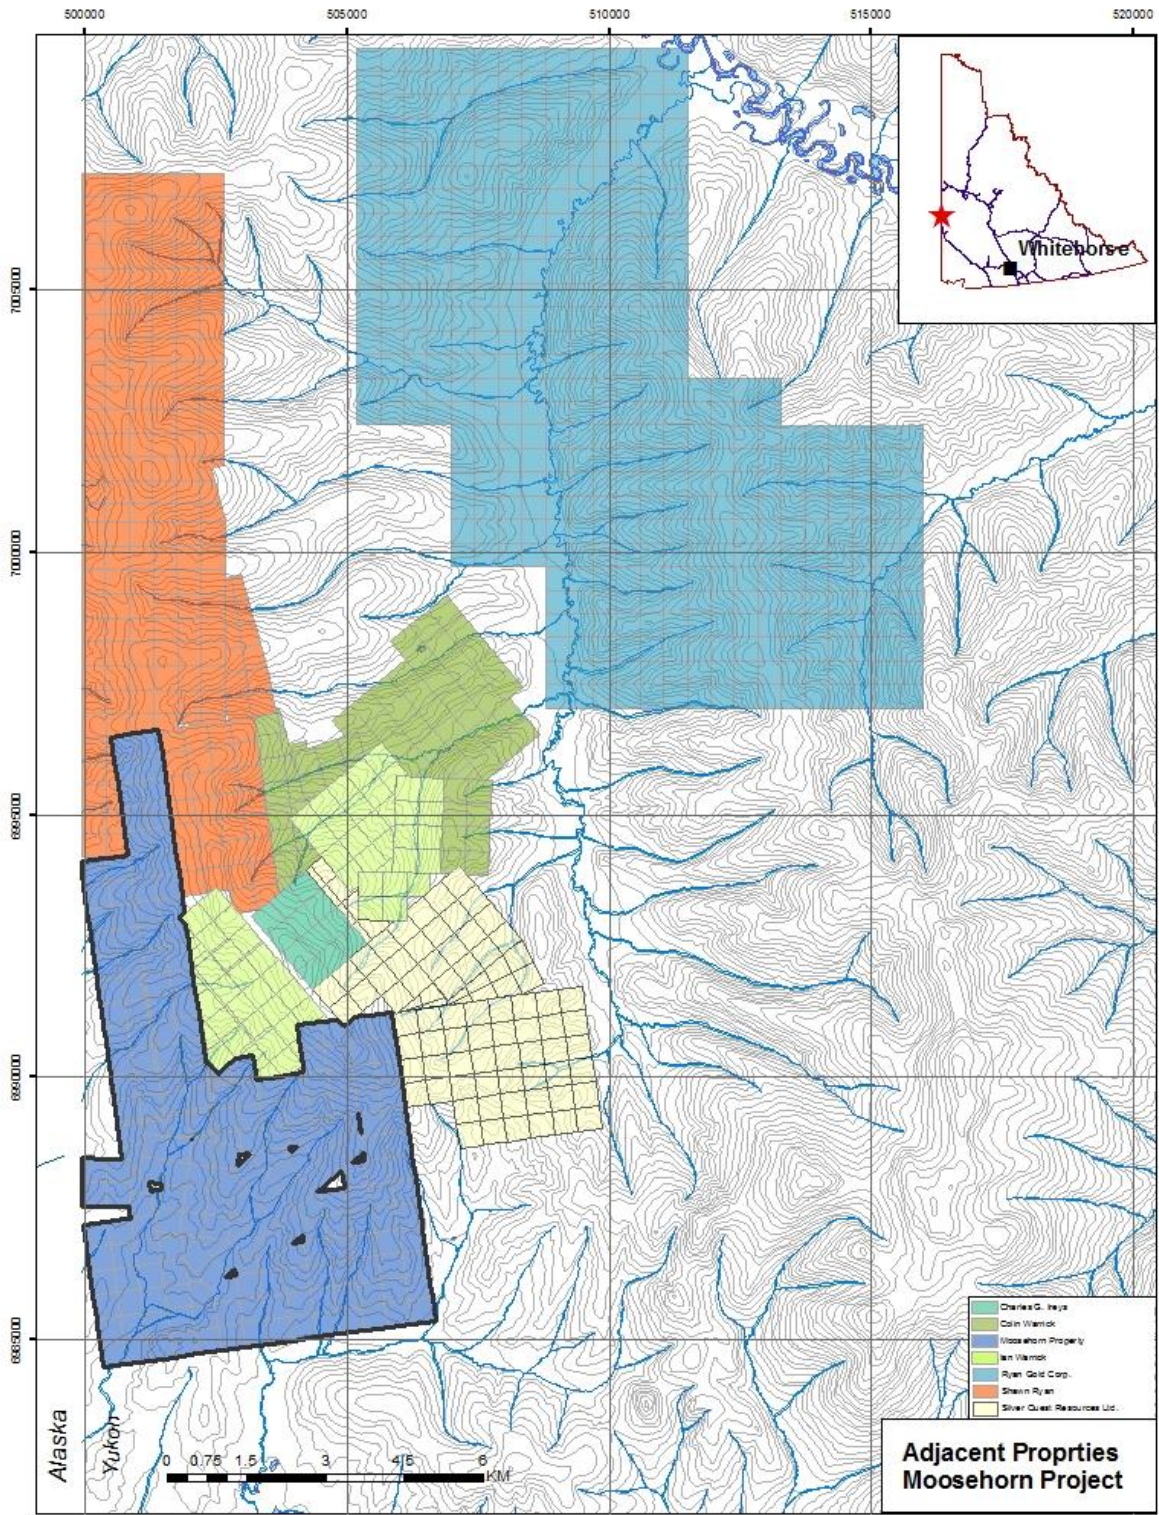 500000
505000
510000
515000
520000
Whitehorse
7005000
7000000
6995000
6990000
6985000
Charles G. Ireys
Colin Warrick
Moosehorn Property
Ian Warrick
Ryan Gold Corp.
Shawn Ryan
Silver Quest Resources Ltd.
Alaska
Yukon
0 0.75 1.5 3 4.5 6
KM
Adjacent Proprties
Moosehorn Project